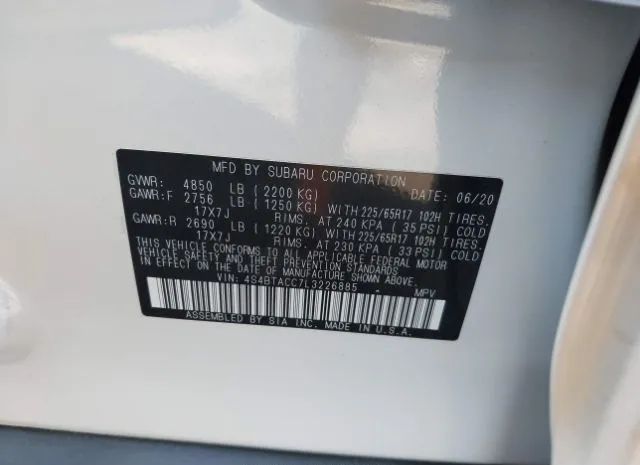 MFD BY SUBARU CORPORATION
DATE: 06/20
GVWR: 4850 LB (2200 KG)
GAWR:F 2756 LB (1250 KG) WITH 225/65R17 102H TIRES.
17X7J RIMS. AT 240 KPA (35 PSI) COLD
GAWR:R 2690 LB (1220 KG) WITH 225/65R17 102H TIRES.
17X7J RIMS. AT 230 KPA (33 PSI) COLD
THIS VEHICLE CONFORMS TO ALL APPLICABLE FEDERAL MOTOR
VEHICLE SAFETY STANDARDS IN EFFECT ON THE DATE OF
MANUFACTURE SHOWN ABOVE.
VIN: 4S4BTACC7L3226885 MPV
ASSEMBLED BY SIA INC. MADE IN U.S.A.